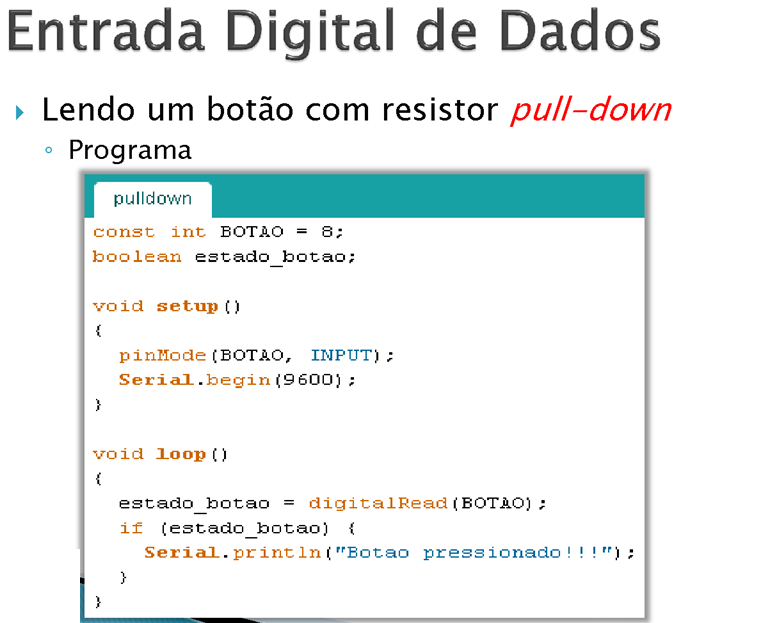 Entrada Digital de Dados
Lendo um botão com resistor pull-down
Programa
pulldown
const int BOTAO = 8;
boolean estado_botao;
void setup()
{
pinMode(BOTAO, INPUT);
Serial.begin(9600);
}
void loop()
{
estado_botao = digitalRead(BOTAO);
if (estado_botao) {
Serial.println("Botao pressionado!!!");
}
}